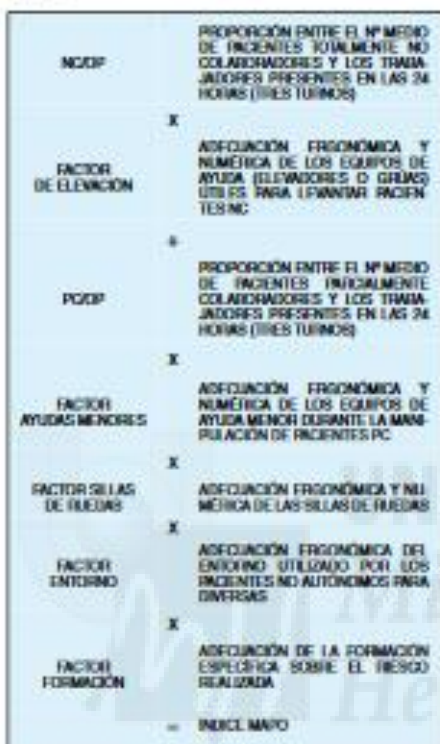 NC/OP
PROPORCIÓN ENTRE EL Nº MEDIO
DE PACIENTES TOTALMENTE NO
COLABORADORES Y LOS TRABA-
JADORES PRESENTES EN LAS 24
HORAS (TRES TURNOS)
X
FACTOR
DE ELEVACIÓN
ADECUACIÓN ERGONÓMICA Y
NUMÉRICA DE LOS EQUIPOS DE
AYUDA (ELEVADORES O GRÚAS)
ÚTILES PARA LEVANTAR PACIEN-
TES NC
+
PC/OP
PROPORCIÓN ENTRE EL Nº MEDIO
DE PACIENTES PARCIALMENTE
COLABORADORES Y LOS TRABA-
JADORES PRESENTES EN LAS 24
HORAS (TRES TURNOS)
X
FACTOR
AYUDAS MENORES
ADECUACIÓN ERGONÓMICA Y
NUMÉRICA DE LOS EQUIPOS DE
AYUDA MENOR DURANTE LA MANI-
PULACIÓN DE PACIENTES PC
X
FACTOR SILLAS
DE RUEDAS
ADECUACIÓN ERGONÓMICA Y NU-
MÉRICA DE LAS SILLAS DE RUEDAS
X
FACTOR
ENTORNO
ADECUACIÓN ERGONÓMICA DEL
ENTORNO UTILIZADO POR LOS
PACIENTES NO AUTÓNOMOS PARA
DIVERSAS
X
FACTOR
FORMACIÓN
ADECUACIÓN DE LA FORMACIÓN
ESPECÍFICA SOBRE EL RIESGO
REALIZADA
= INDICE MAPO